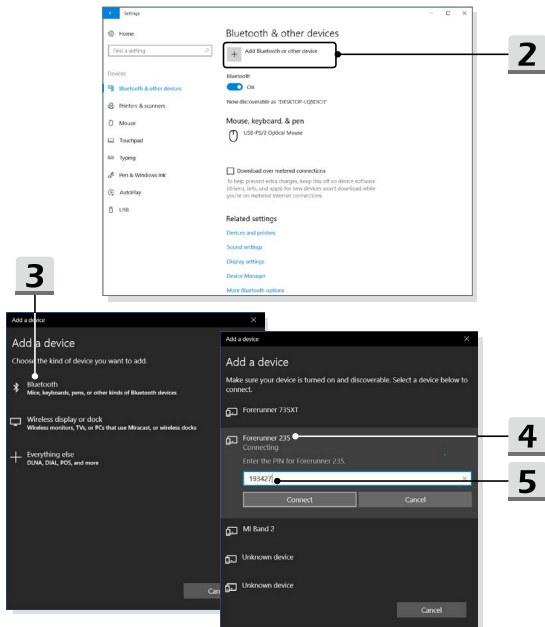 Settings
Home
Find a setting
Devices
Bluetooth & other devices
Printers & scanners
Mouse
Touchpad
Typing
Pen & Windows Ink
AutoPlay
USB
Bluetooth & other devices
Add Bluetooth or other device
2
Bluetooth
On
Now discoverable as
Mouse, keyboard, & pen
USB-PS/2 Optical Mouse
Download over metered connections
To help prevent extra charges, keep this off so device software
(drivers, info, and apps) for new devices won't download while
you're on metered Internet connections.
Related settings
Devices and printers
Sound settings
Display settings
Device Manager
More Bluetooth options
3
Add a device
Add a device
Choose the kind of device you want to add.
Bluetooth
Mice, keyboards, pens, or other kinds of Bluetooth devices
Wireless display or dock
Wireless monitors, TVs, or PCs that use Miracast, or wireless docks
Everything else
DLNA, DIAL, POS, and more
Can
Add a device
Add a device
Make sure your device is turned on and discoverable. Select a device below to
connect.
Forerunner 735XT
Forerunner 235
4
Connecting
Enter the PIN for Forerunner 235.
193427
5
Connect
Cancel
MI Band 2
Unknown device
Unknown device
Cancel